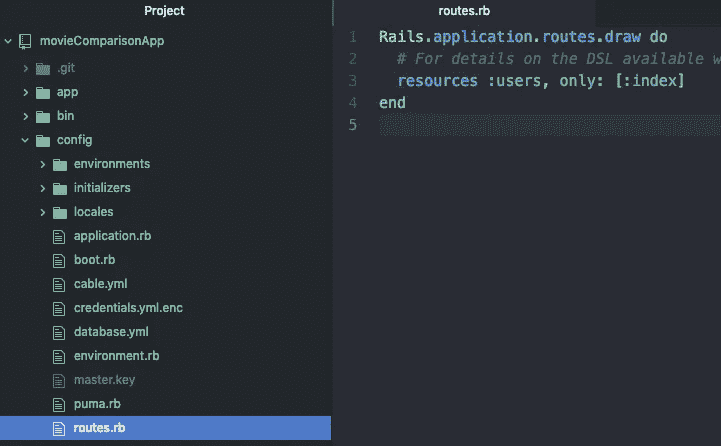 Project
movieComparisonApp
.git
app
bin
config
environments
initializers
locales
application.rb
boot.rb
cable.yml
credentials.yml.enc
database.yml
environment.rb
master.key
puma.rb
routes.rb
routes.rb
1 Rails.application.routes.draw do
2 # For details on the DSL available w
3 resources :users, only: [:index]
4 end
5